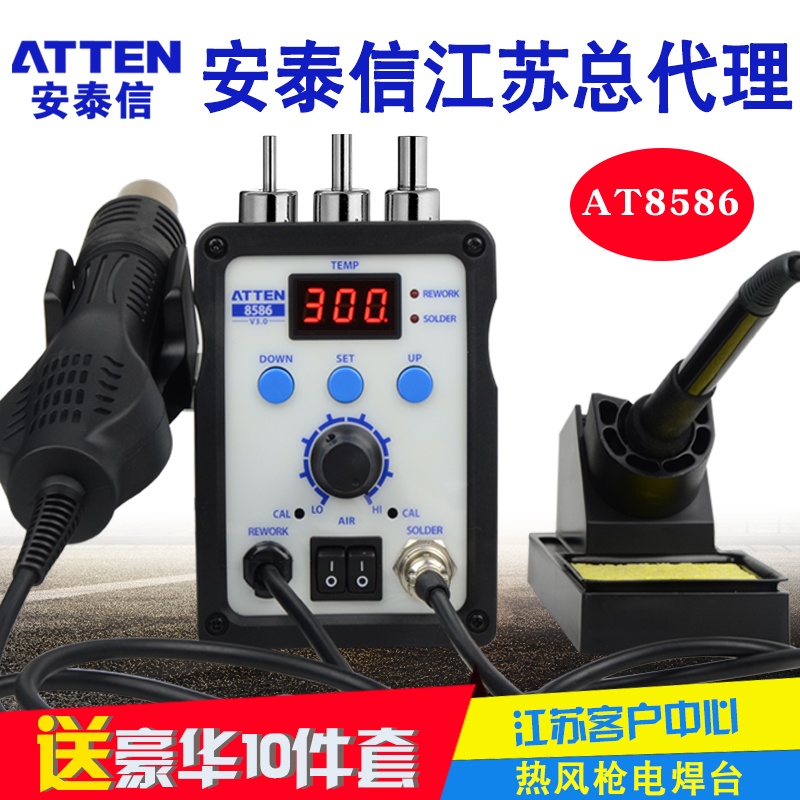 ATTEN
安泰信
安泰信江苏总代理
AT8586
TEMP
ATTEN
8586
V3.0
300.
REWORK
SOLDER
DOWN
SET
UP
CAL
LO
HI
CAL
AIR
REWORK
SOLDER
送豪华10件套
江苏客户中心
热风枪电焊台